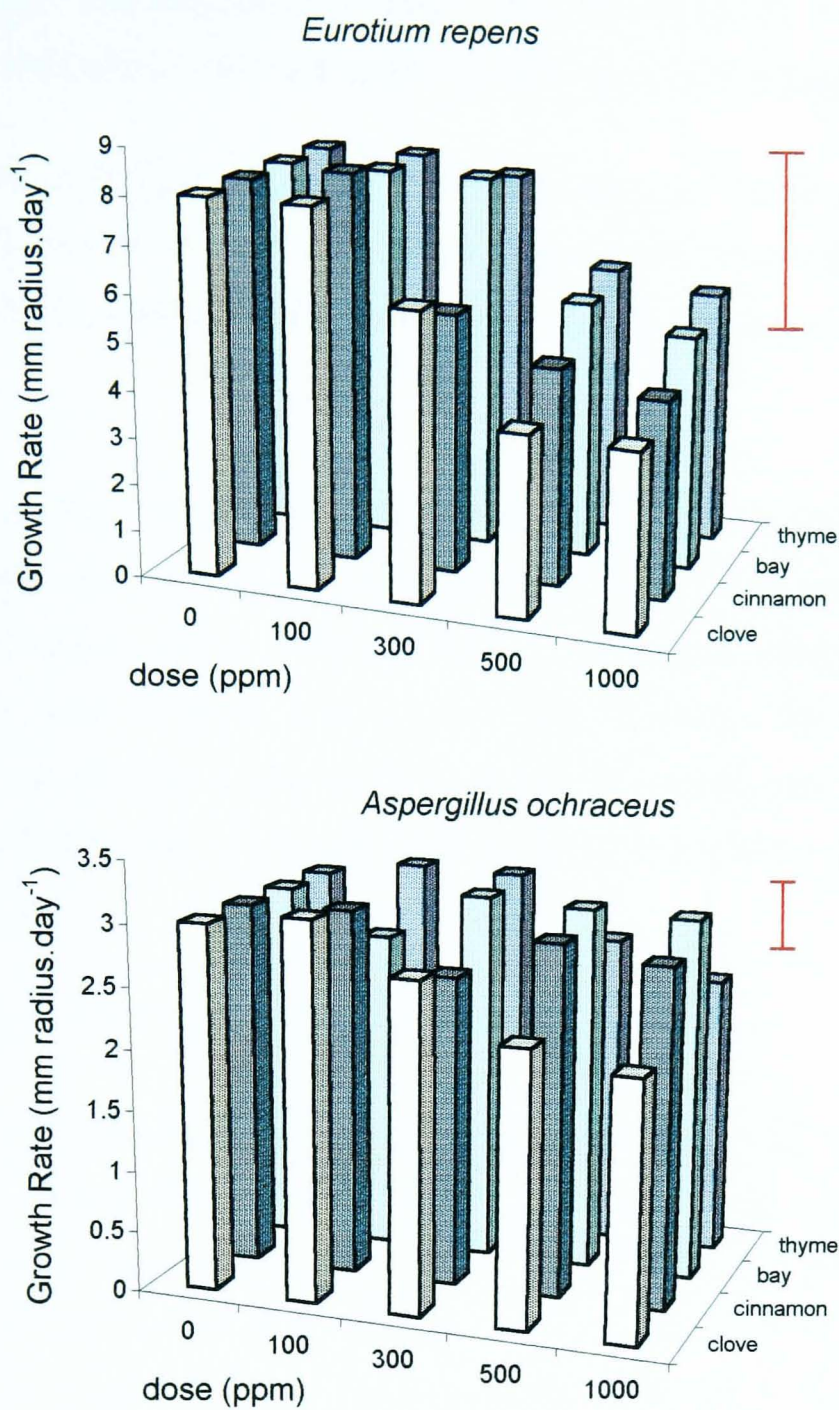 Eurotium repens
Growth Rate (mm radius.day⁻¹)
9
8
7
6
5
4
3
2
1
0
0
100
300
500
1000
dose (ppm)
thyme
bay
cinnamon
clove
Aspergillus ochraceus
Growth Rate (mm radius.day⁻¹)
3.5
3
2.5
2
1.5
1
0.5
0
0
100
300
500
1000
dose (ppm)
thyme
bay
cinnamon
clove